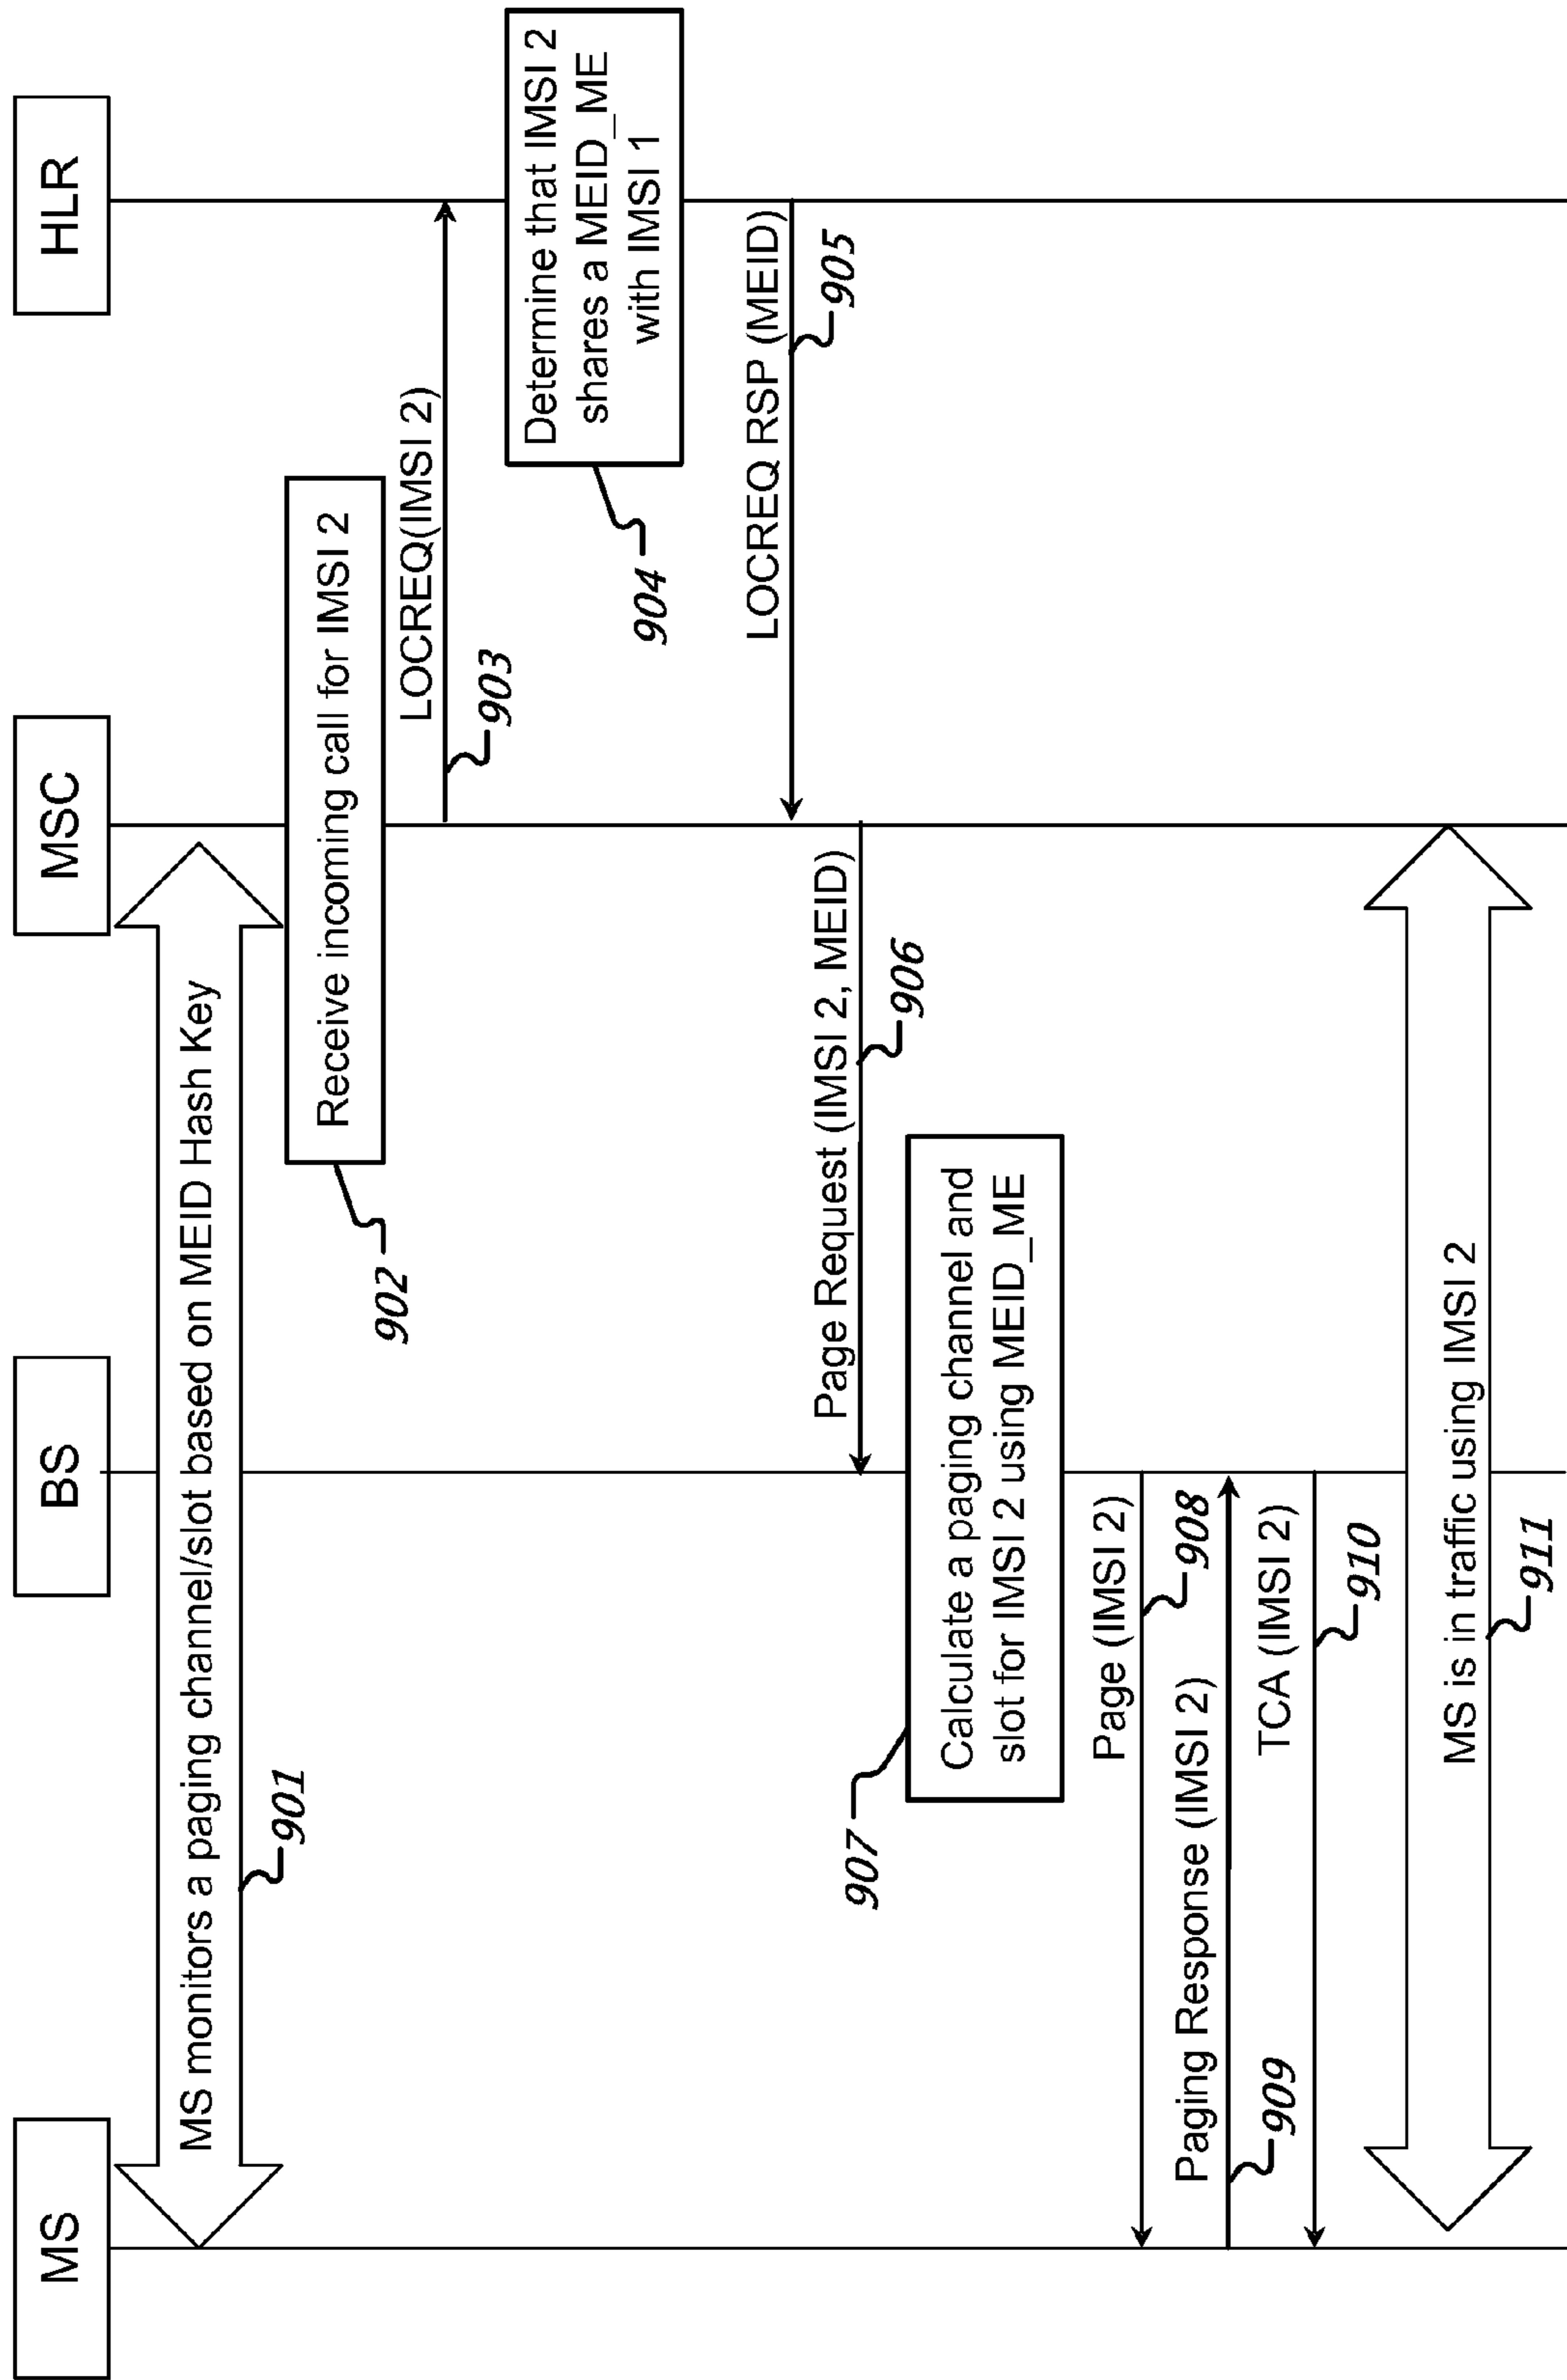 MS
BS
MSC
HLR
MS monitors a paging channel/slot based on MEID Hash Key
901
Receive incoming call for IMSI 2
902
LOCREQ(IMSI 2)
903
Determine that IMSI 2
shares a MEID_ME
with IMSI 1
904
LOCREQ RSP (MEID)
905
Page Request (IMSI 2, MEID)
906
Calculate a paging channel and
slot for IMSI 2 using MEID_ME
907
Page (IMSI 2)
908
Paging Response (IMSI 2)
909
TCA (IMSI 2)
910
MS is in traffic using IMSI 2
911